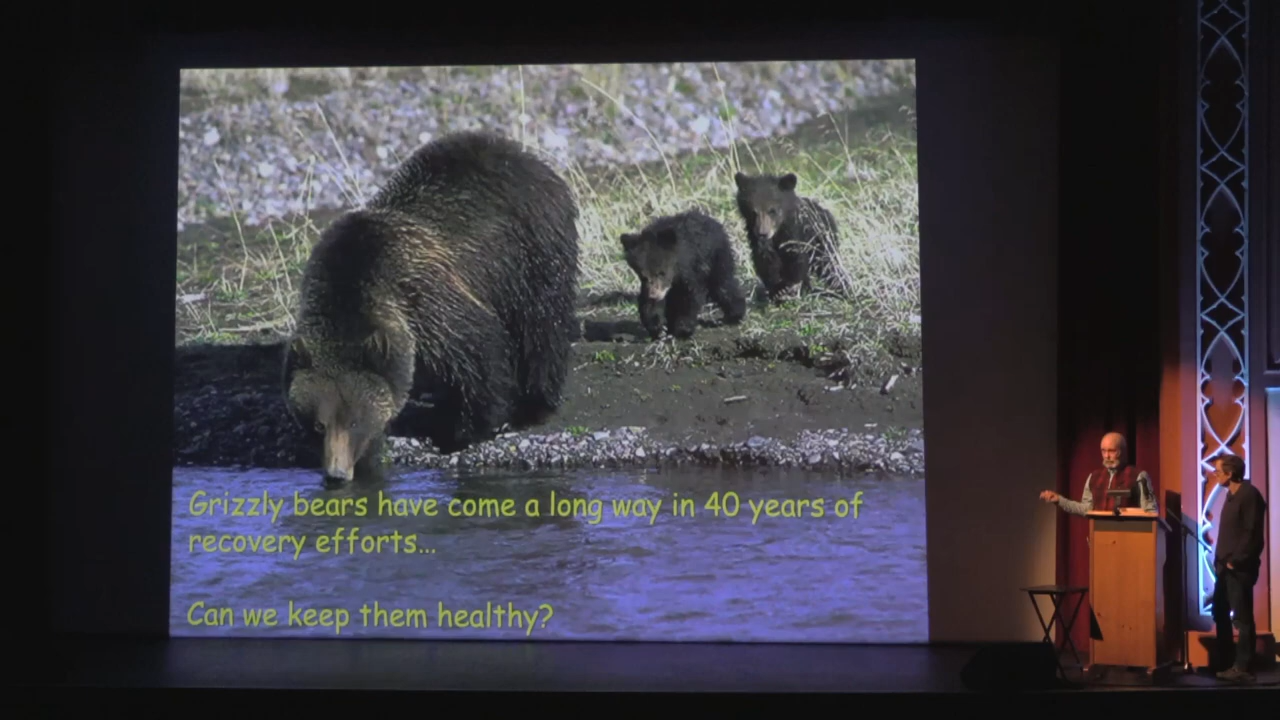 Grizzly bears have come a long way in 40 years of
recovery efforts…
Can we keep them healthy?